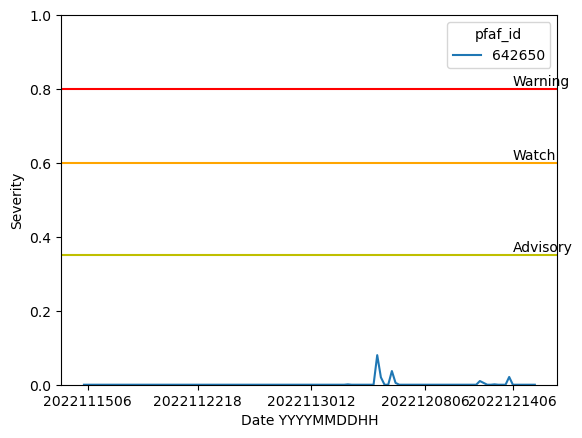 1.0
pfaf_id
642650
Warning
0.8
Watch
0.6
Severity
0.4
Advisory
0.2
0.0
2022111506 2022112218 2022113012 2022120806 2022121406
Date YYYYMMDDHH